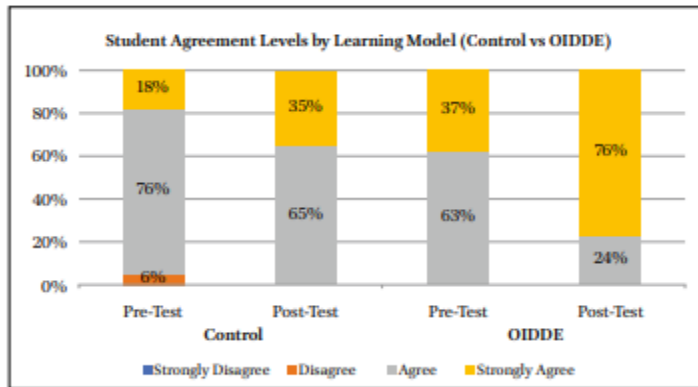 Student Agreement Levels by Learning Model (Control vs OIDDE)
100%
80%
60%
40%
20%
0%
18%
76%
6%
35%
65%
37%
63%
76%
24%
Pre-Test
Post-Test
Pre-Test
Post-Test
Control
OIDDE
Strongly Disagree
Disagree
Agree
Strongly Agree